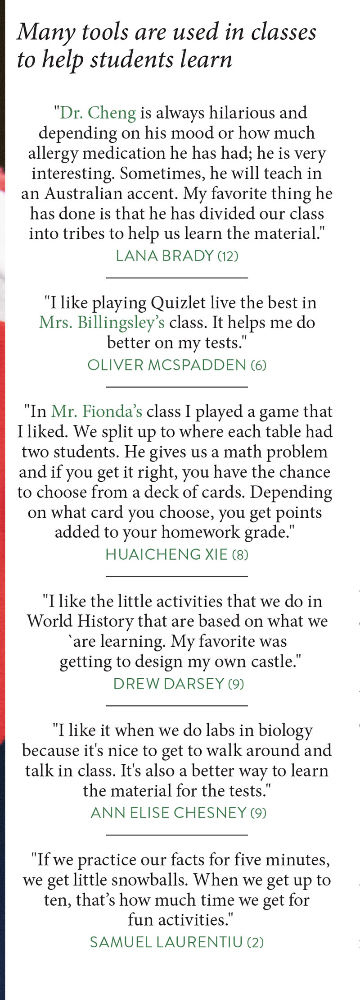 Many tools are used in classes
to help students learn
"Dr. Cheng is always hilarious and
depending on his mood or how much
allergy medication he has had; he is very
interesting. Sometimes, he will teach in
an Australian accent. My favorite thing he
has done is that he has divided our class
into tribes to help us learn the material."
LANA BRADY (12)
"I like playing Quizlet live the best in
Mrs. Billingsley’s class. It helps me do
better on my tests."
OLIVER MCSPADDEN (6)
"In Mr. Fionda’s class I played a game that
I liked. We split up to where each table had
two students. He gives us a math problem
and if you get it right, you have the chance
to choose from a deck of cards. Depending
on what card you choose, you get points
added to your homework grade."
HUAICHENG XIE (8)
"I like the little activities that we do in
World History that are based on what we
`are learning. My favorite was
getting to design my own castle."
DREW DARSEY (9)
"I like it when we do labs in biology
because it's nice to get to walk around and
talk in class. It's also a better way to learn
the material for the tests."
ANN ELISE CHESNEY (9)
"If we practice our facts for five minutes,
we get little snowballs. When we get up to
ten, that’s how much time we get for
fun activities."
SAMUEL LAURENTIU (2)